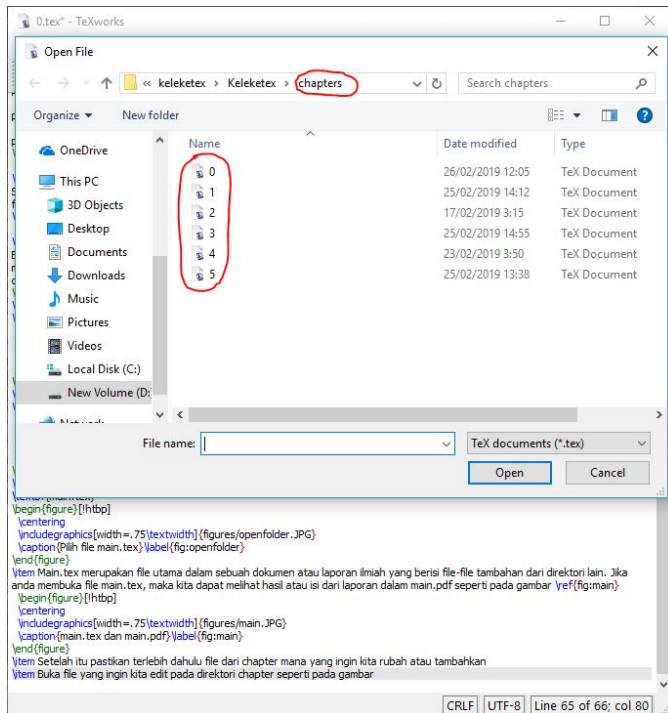 0.tex* - TeXworks
Open File
« keleketex > Keleketex > chapters
Search chapters
Organize
New folder
OneDrive
This PC
3D Objects
Desktop
Documents
Downloads
Music
Pictures
Videos
Local Disk (C:)
New Volume (D:
Name Date modified Type
0 26/02/2019 12:05 TeX Document
1 25/02/2019 14:12 TeX Document
2 17/02/2019 3:15 TeX Document
3 25/02/2019 14:55 TeX Document
4 23/02/2019 3:50 TeX Document
5 25/02/2019 13:38 TeX Document
File name:
TeX documents (*.tex)
Open Cancel
\begin{figure}[!htbp]
\centering
\includegraphics[width=.75\textwidth]{figures/openfolder.JPG}
\caption{Pilih file main.tex}\label{fig:openfolder}
\end{figure}
\item Main.tex merupakan file utama dalam sebuah dokumen atau laporan ilmiah yang berisi file-file tambahan dari direktori lain. Jika
anda membuka file main.tex, maka kita dapat melihat hasil atau isi dari laporan dalam main.pdf seperti pada gambar \ref{fig:main}
\begin{figure}[!htbp]
\centering
\includegraphics[width=.75\textwidth]{figures/main.JPG}
\caption{main.tex dan main.pdf}\label{fig:main}
\end{figure}
\item Setelah itu pastikan terlebih dahulu file dari chapter mana yang ingin kita rubah atau tambahkan
\item Buka file yang ingin kita edit pada direktori chapter seperti pada gambar
CRLF UTF-8 Line 65 of 66; col 80